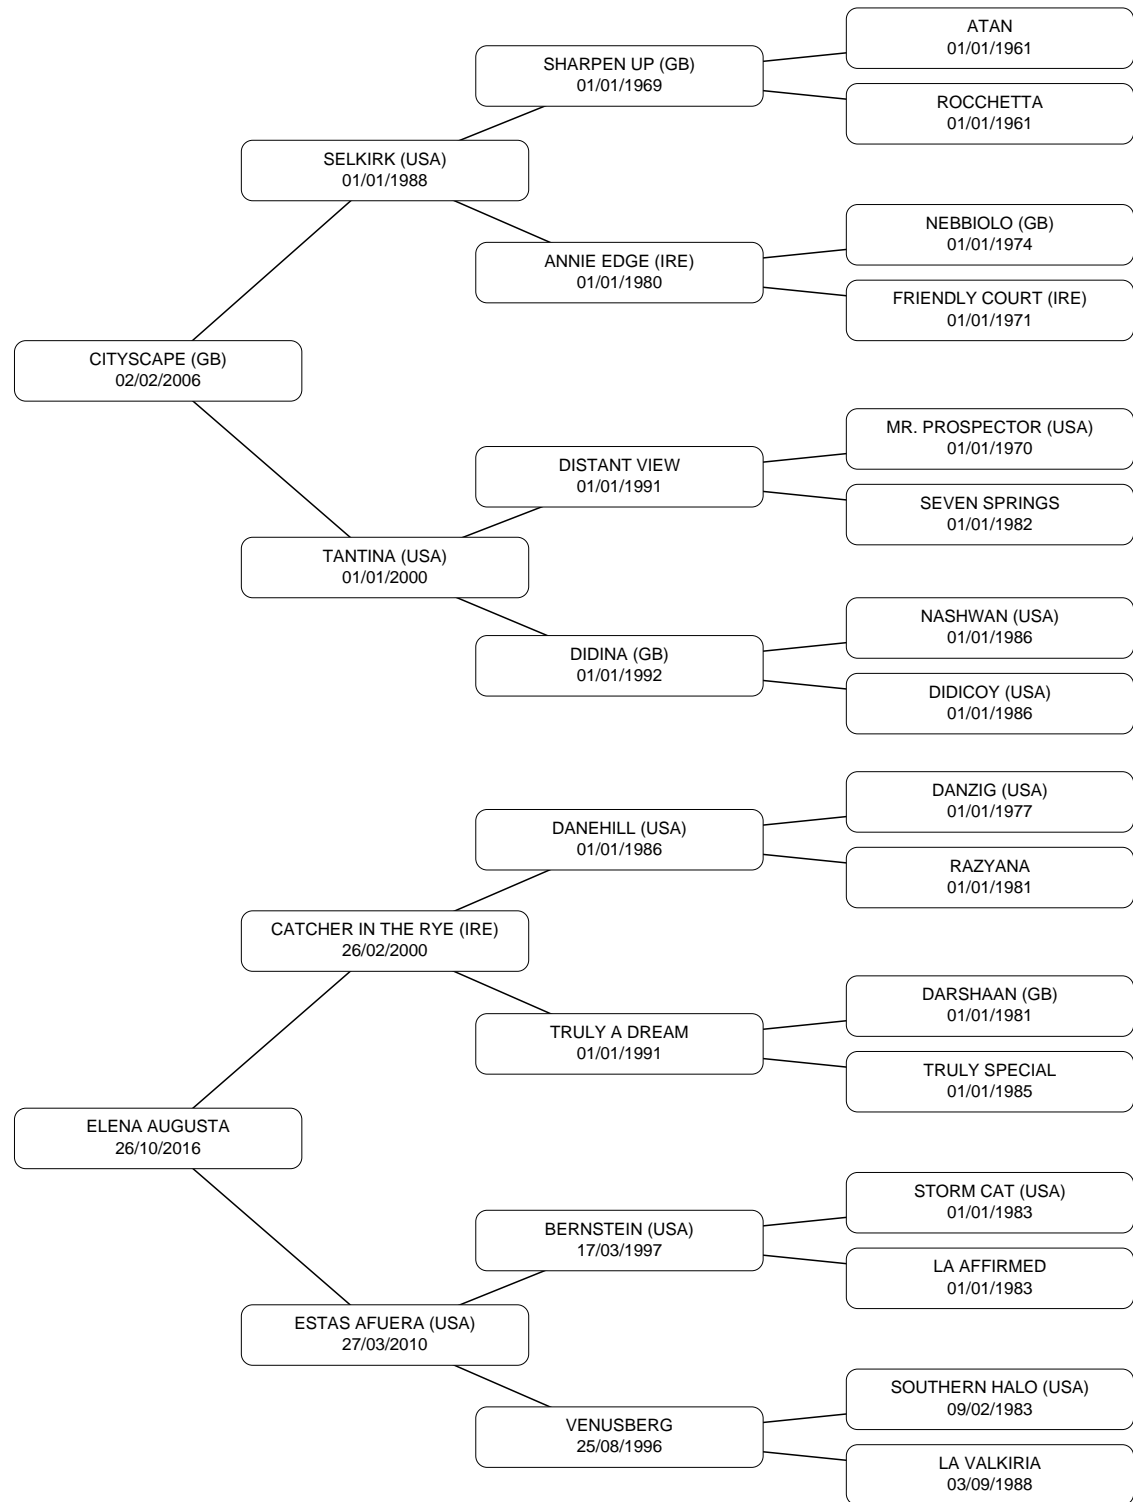 ATAN
01/01/1961
SHARPEN UP (GB)
01/01/1969
ROCCHETTA
01/01/1961
SELKIRK (USA)
01/01/1988
NEBBIOLO (GB)
01/01/1974
ANNIE EDGE (IRE)
01/01/1980
FRIENDLY COURT (IRE)
01/01/1971
CITYSCAPE (GB)
02/02/2006
MR. PROSPECTOR (USA)
01/01/1970
DISTANT VIEW
01/01/1991
SEVEN SPRINGS
01/01/1982
TANTINA (USA)
01/01/2000
NASHWAN (USA)
01/01/1986
DIDINA (GB)
01/01/1992
DIDICOY (USA)
01/01/1986
DANZIG (USA)
01/01/1977
DANEHILL (USA)
01/01/1986
RAZYANA
01/01/1981
CATCHER IN THE RYE (IRE)
26/02/2000
DARSHAAN (GB)
01/01/1981
TRULY A DREAM
01/01/1991
TRULY SPECIAL
01/01/1985
ELENA AUGUSTA
26/10/2016
STORM CAT (USA)
01/01/1983
BERNSTEIN (USA)
17/03/1997
LA AFFIRMED
01/01/1983
ESTAS AFUERA (USA)
27/03/2010
SOUTHERN HALO (USA)
09/02/1983
VENUSBERG
25/08/1996
LA VALKIRIA
03/09/1988